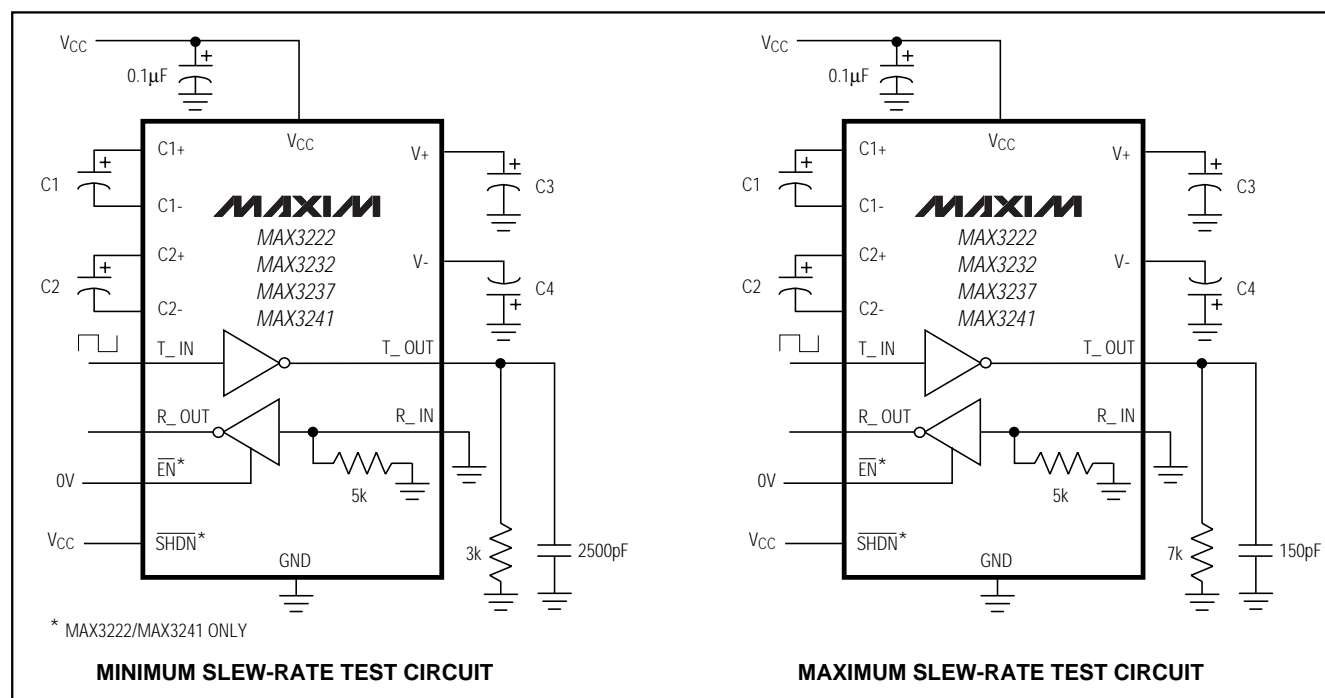 VCC
0.1µF
+
C1+
VCC
V+
+
C1
+
C3
C1-
MAXIM
MAX3222
C2+
MAX3232
V-
C2
+
MAX3237
C4
+
C2-
MAX3241
T_ IN
T_ OUT
R_ OUT
R_ IN
EN*
0V
5k
VCC
SHDN*
3k
2500pF
GND
* MAX3222/MAX3241 ONLY
MINIMUM SLEW-RATE TEST CIRCUIT
VCC
0.1µF
+
C1+
VCC
V+
+
C1
+
C3
C1-
MAXIM
MAX3222
C2+
MAX3232
V-
C2
+
MAX3237
C4
+
C2-
MAX3241
T_ IN
T_ OUT
R_ OUT
R_ IN
EN*
0V
5k
VCC
SHDN*
7k
150pF
GND
MAXIMUM SLEW-RATE TEST CIRCUIT